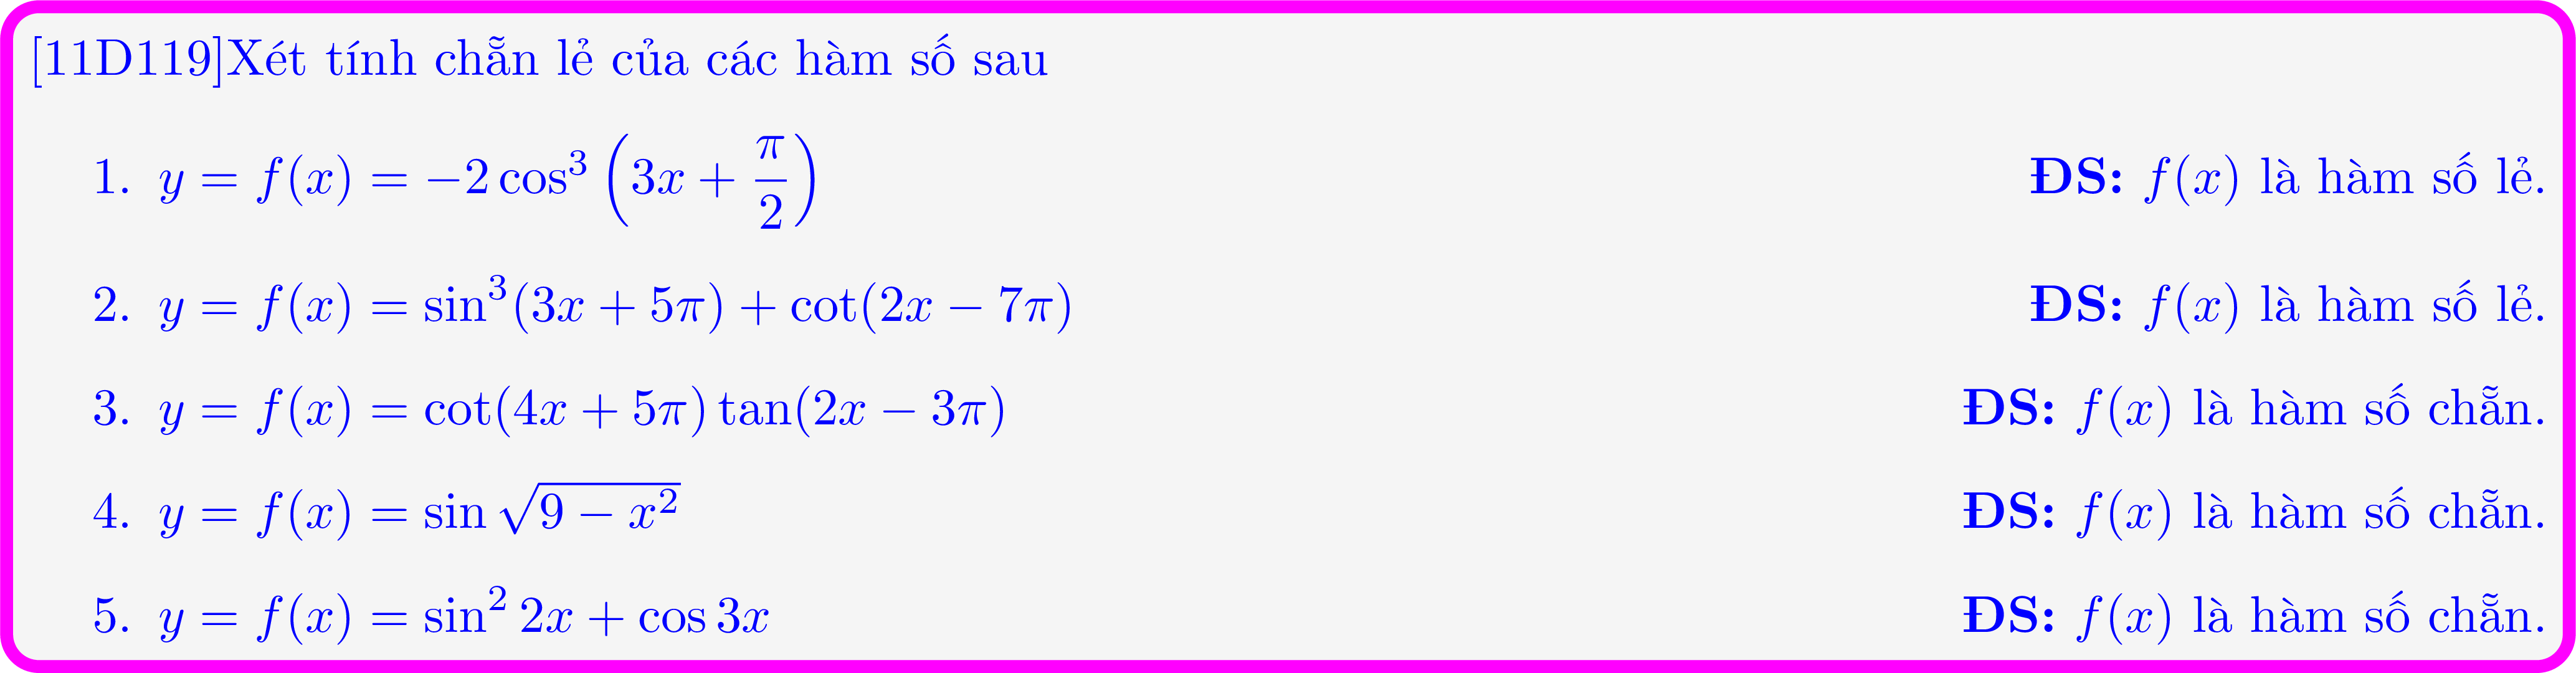 [11D119]Xét tính chẵn lẻ của các hàm số sau
1. $y = f(x) = -2\cos^3\left(3x + \dfrac{\pi}{2}\right)$ ĐS: $f(x)$ là hàm số lẻ.
2. $y = f(x) = \sin^3(3x + 5\pi) + \cot(2x - 7\pi)$ ĐS: $f(x)$ là hàm số lẻ.
3. $y = f(x) = \cot(4x + 5\pi)\tan(2x - 3\pi)$ ĐS: $f(x)$ là hàm số chẵn.
4. $y = f(x) = \sin\sqrt{9 - x^2}$ ĐS: $f(x)$ là hàm số chẵn.
5. $y = f(x) = \sin^2 2x + \cos 3x$ ĐS: $f(x)$ là hàm số chẵn.